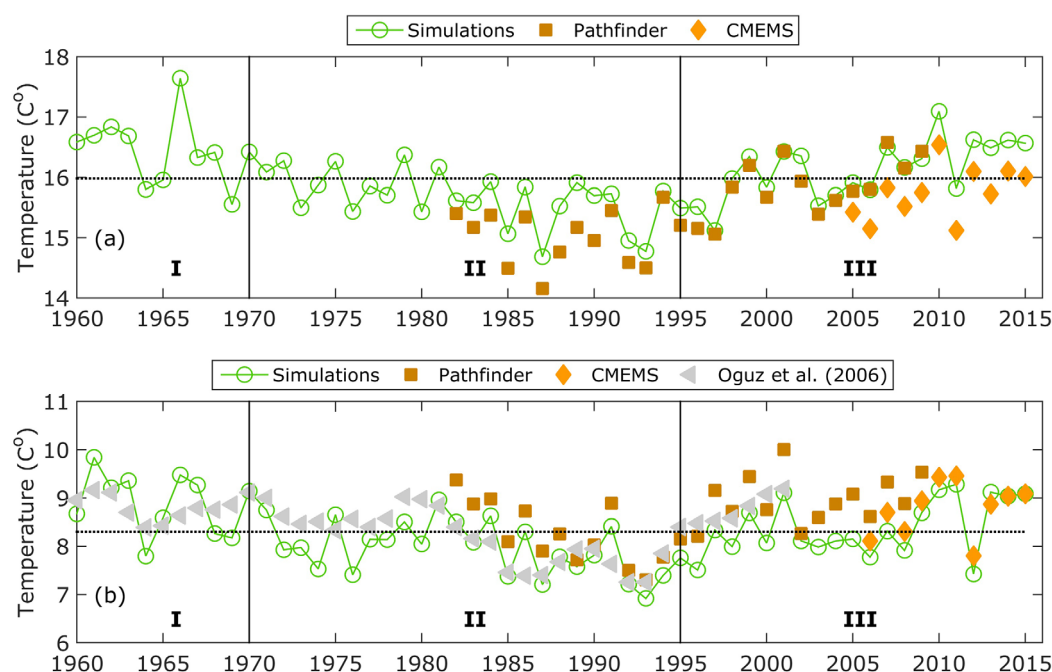 Simulations Pathfinder CMEMS
18
17
16
15
14
Temperature (C°)
(a)
I II III
1960 1965 1970 1975 1980 1985 1990 1995 2000 2005 2010 2015
Simulations Pathfinder CMEMS Oguz et al. (2006)
11
10
9
8
7
6
Temperature (C°)
(b)
I II III
1960 1965 1970 1975 1980 1985 1990 1995 2000 2005 2010 2015